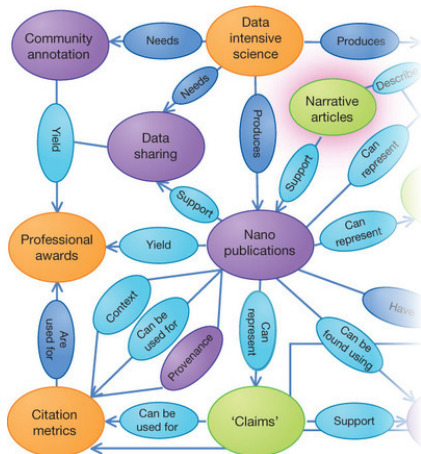 Community
annotation
Needs
Data
intensive
science
Produces
Needs
Describe
Narrative
articles
Yield
Data
sharing
Produces
Support
Can
represent
Support
Professional
awards
Yield
Nano
publications
Can
represent
Context
Can be
used for
Provenance
Can
represent
Have
Can be
found using
Are
used for
Citation
metrics
Can be
used for
'Claims'
Support